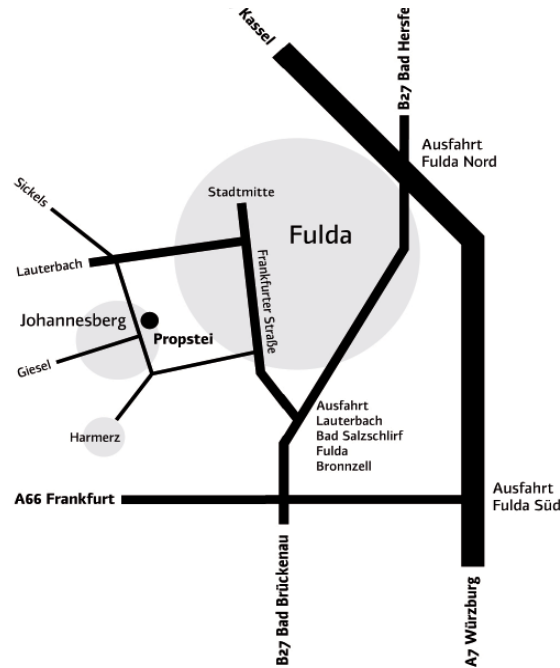 Kassel
B27 Bad Hersfe
Ausfahrt
Fulda Nord
Sickels
Stadtmitte
Fulda
Lauterbach
Frankfurter Straße
Johannesberg
Propstei
Giesel
Harmerz
Ausfahrt
Lauterbach
Bad Salzschlirf
Fulda
Bronnzell
A66 Frankfurt
Ausfahrt
Fulda Süd
B27 Bad Brückenau
A7 Würzburg